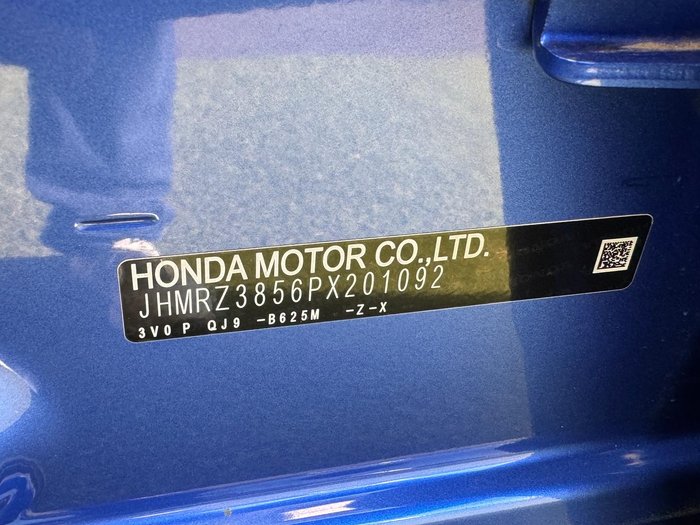 HONDA MOTOR CO.,LTD.
JHMRZ3856PX201092
3V0 P QJ9 -B625M -Z-X